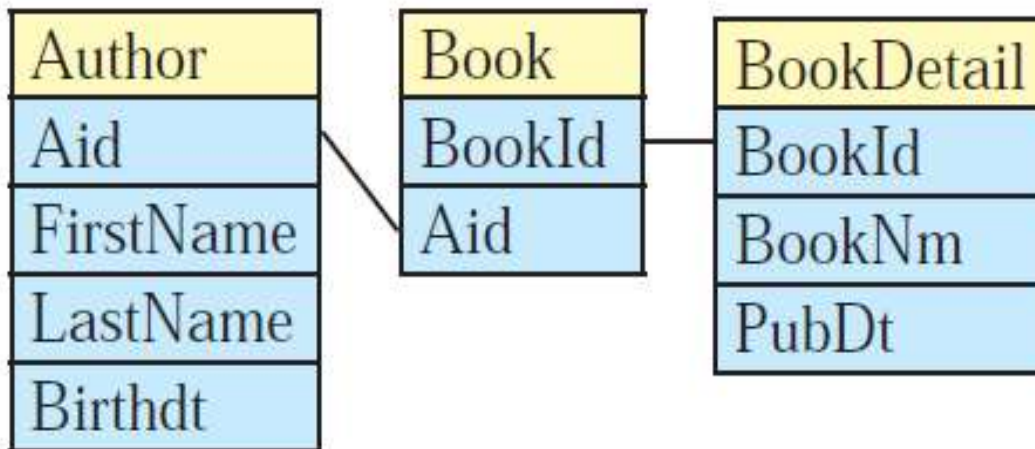 Author
Aid
FirstName
LastName
Birthdt
Book
BookId
Aid
BookDetail
BookId
BookNm
PubDt